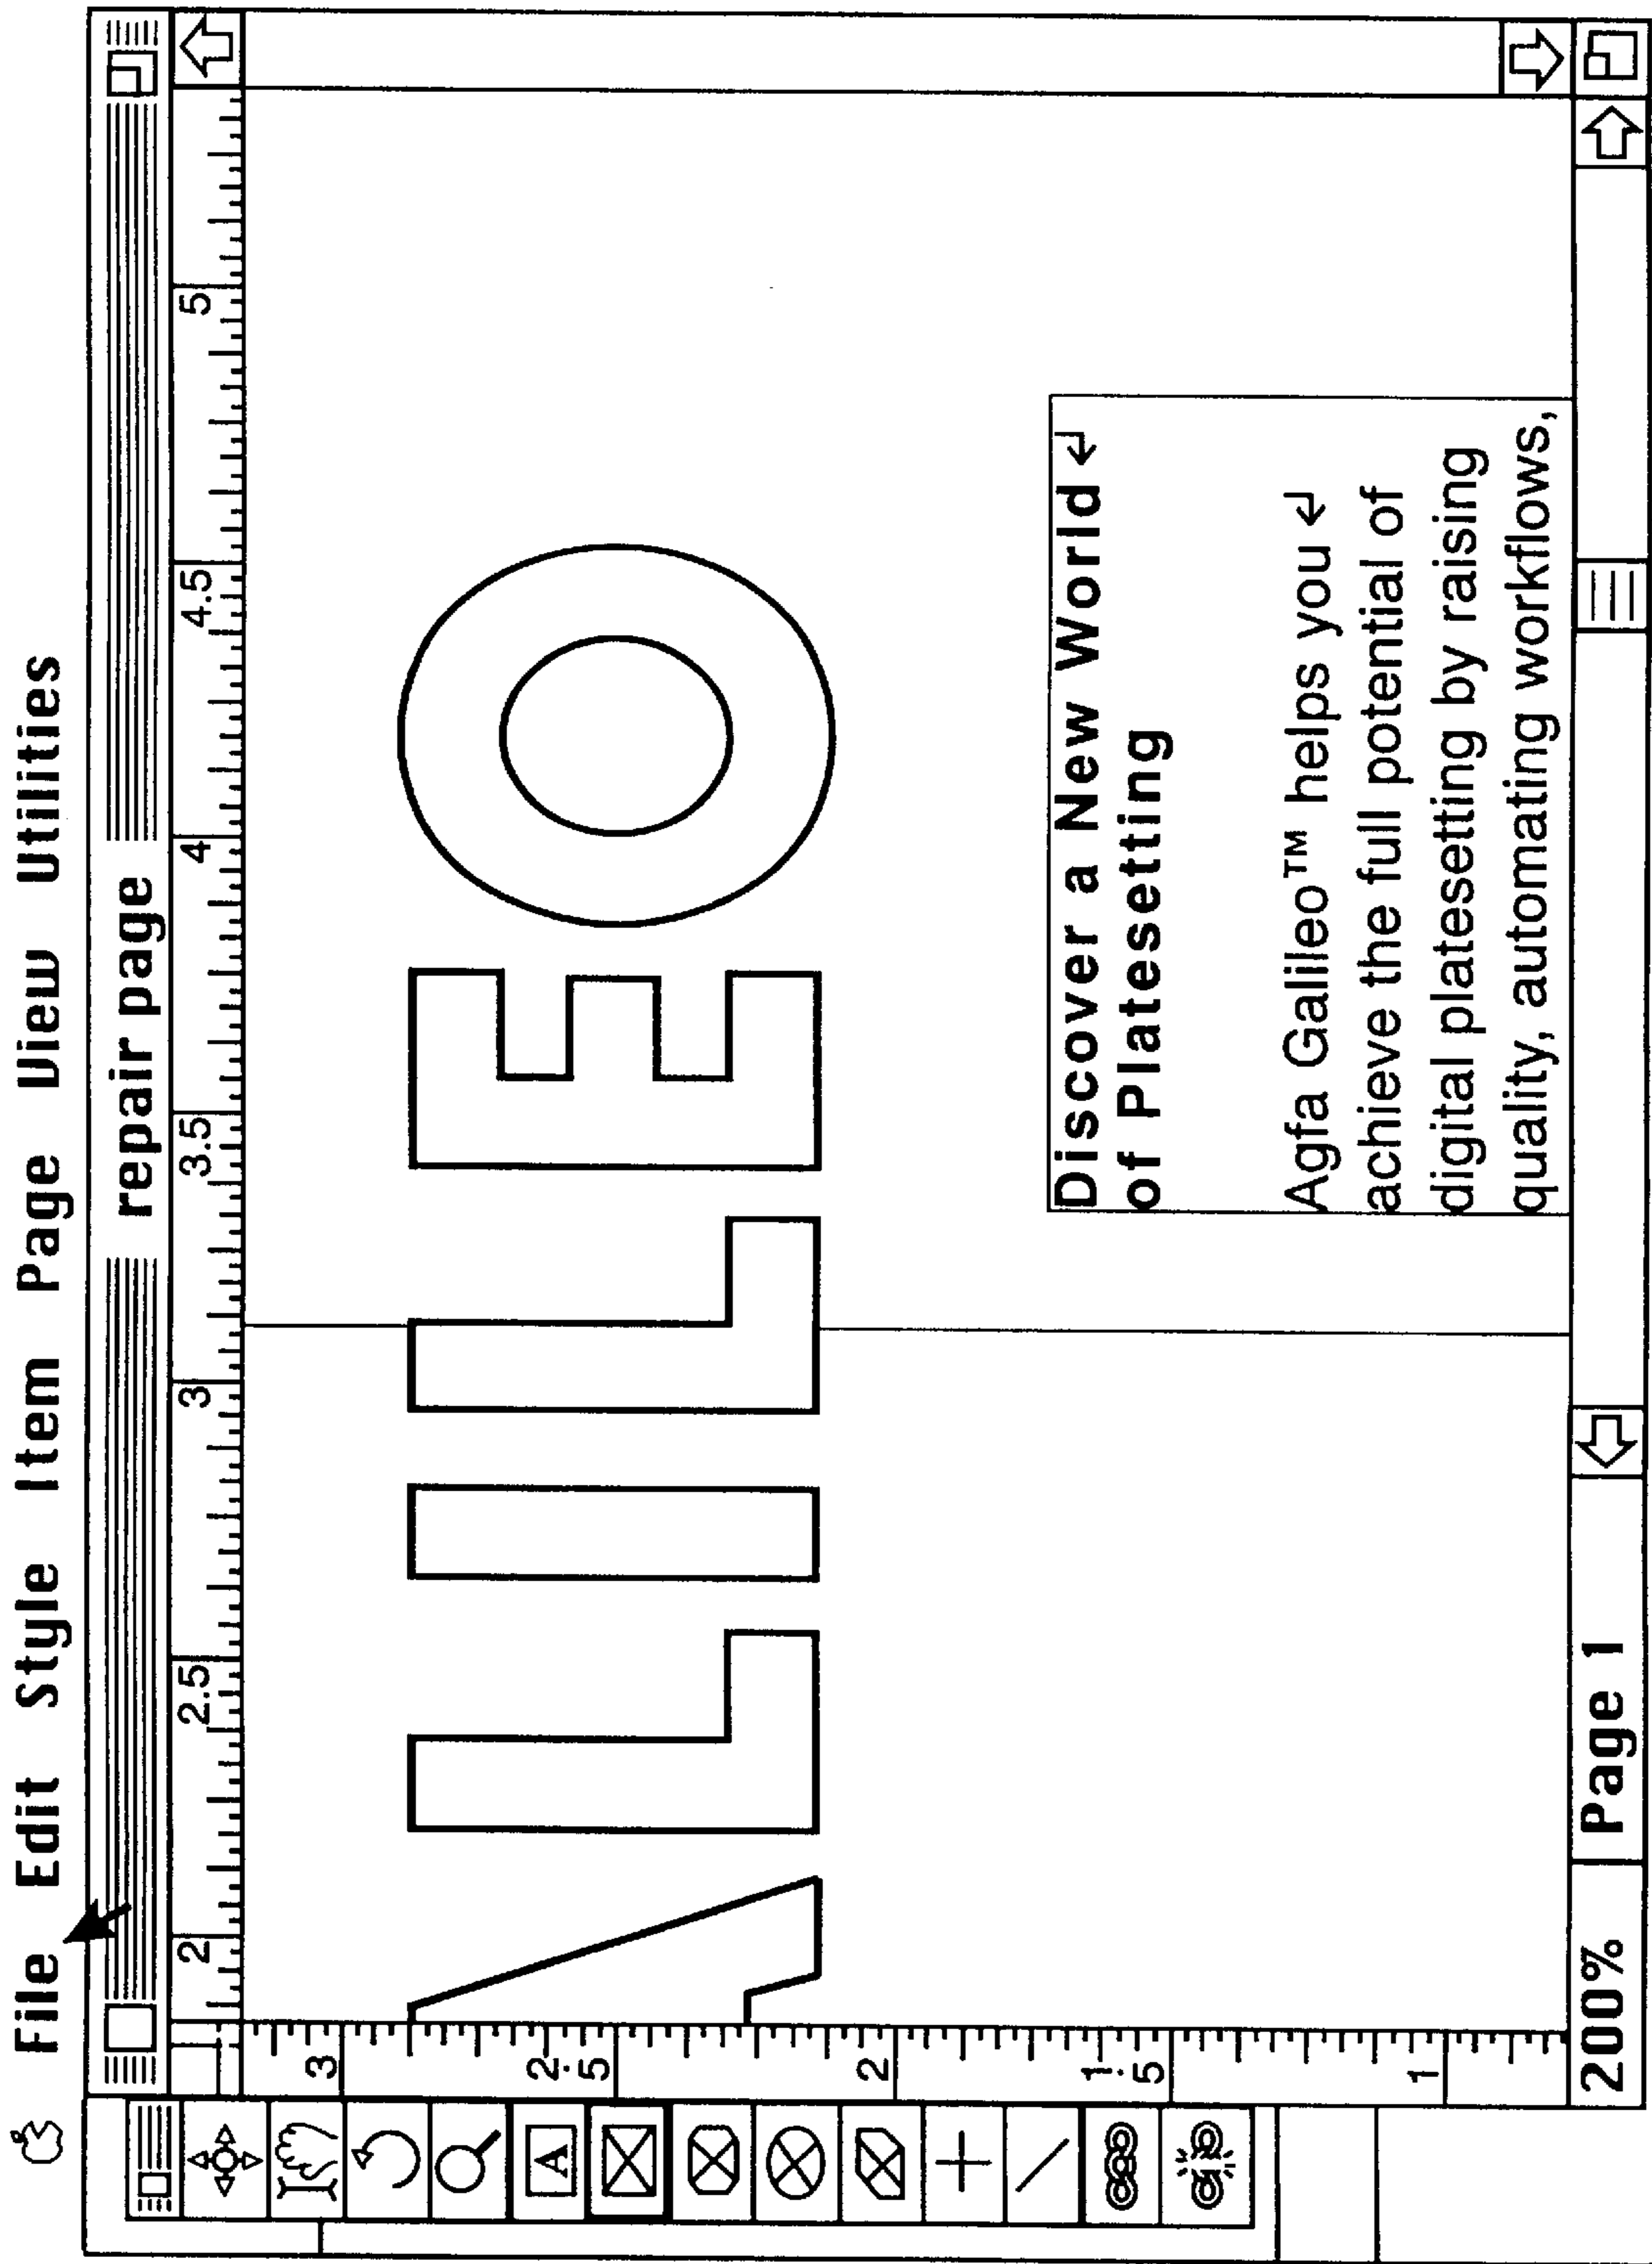 File Edit Style Item Page View Utilities
repair page
2 2.5 3 3.5 4 4.5 5
3
2.5
2
1.5
1
A
LILEO
Discover a New World ↵
of Platesetting
Agfa Galileo™ helps you ↵
achieve the full potential of
digital platesetting by raising
quality, automating workflows,
200% Page 1